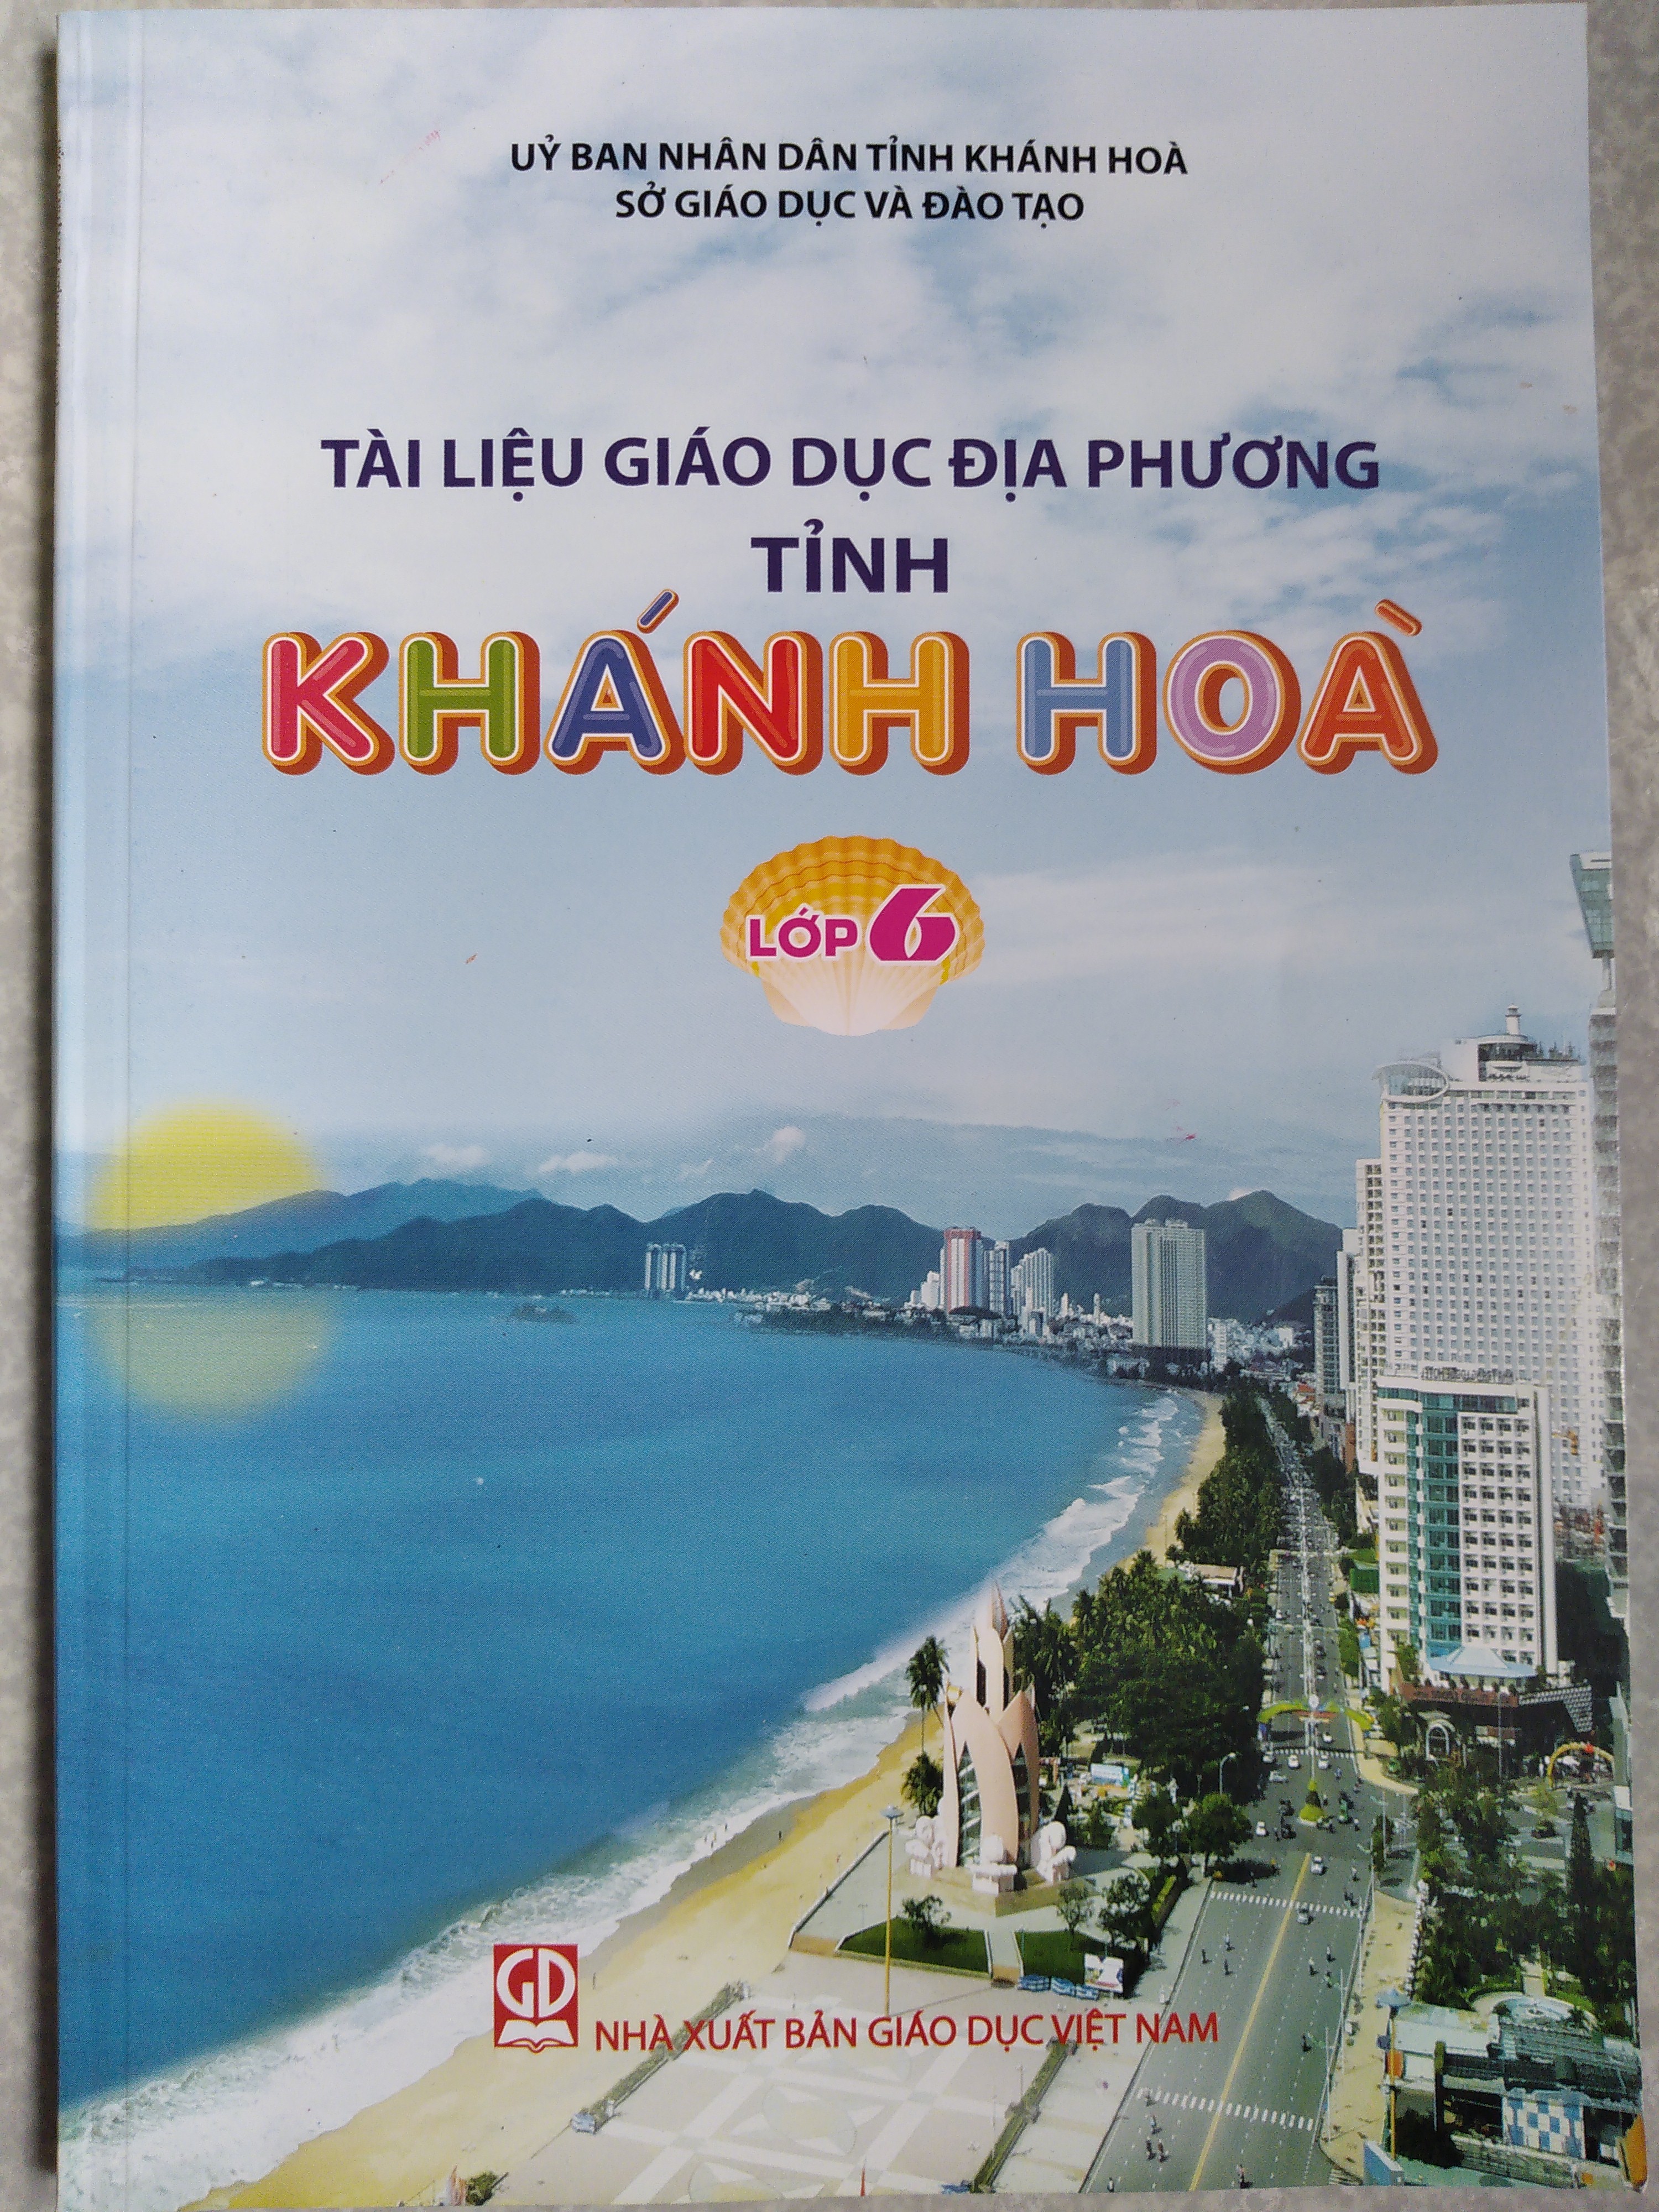 UỶ BAN NHÂN DÂN TỈNH KHÁNH HOÀ
SỞ GIÁO DỤC VÀ ĐÀO TẠO
TÀI LIỆU GIÁO DỤC ĐỊA PHƯƠNG
TỈNH
KHÁNH HOÀ
LỚP 6
GD
NHÀ XUẤT BẢN GIÁO DỤC VIỆT NAM